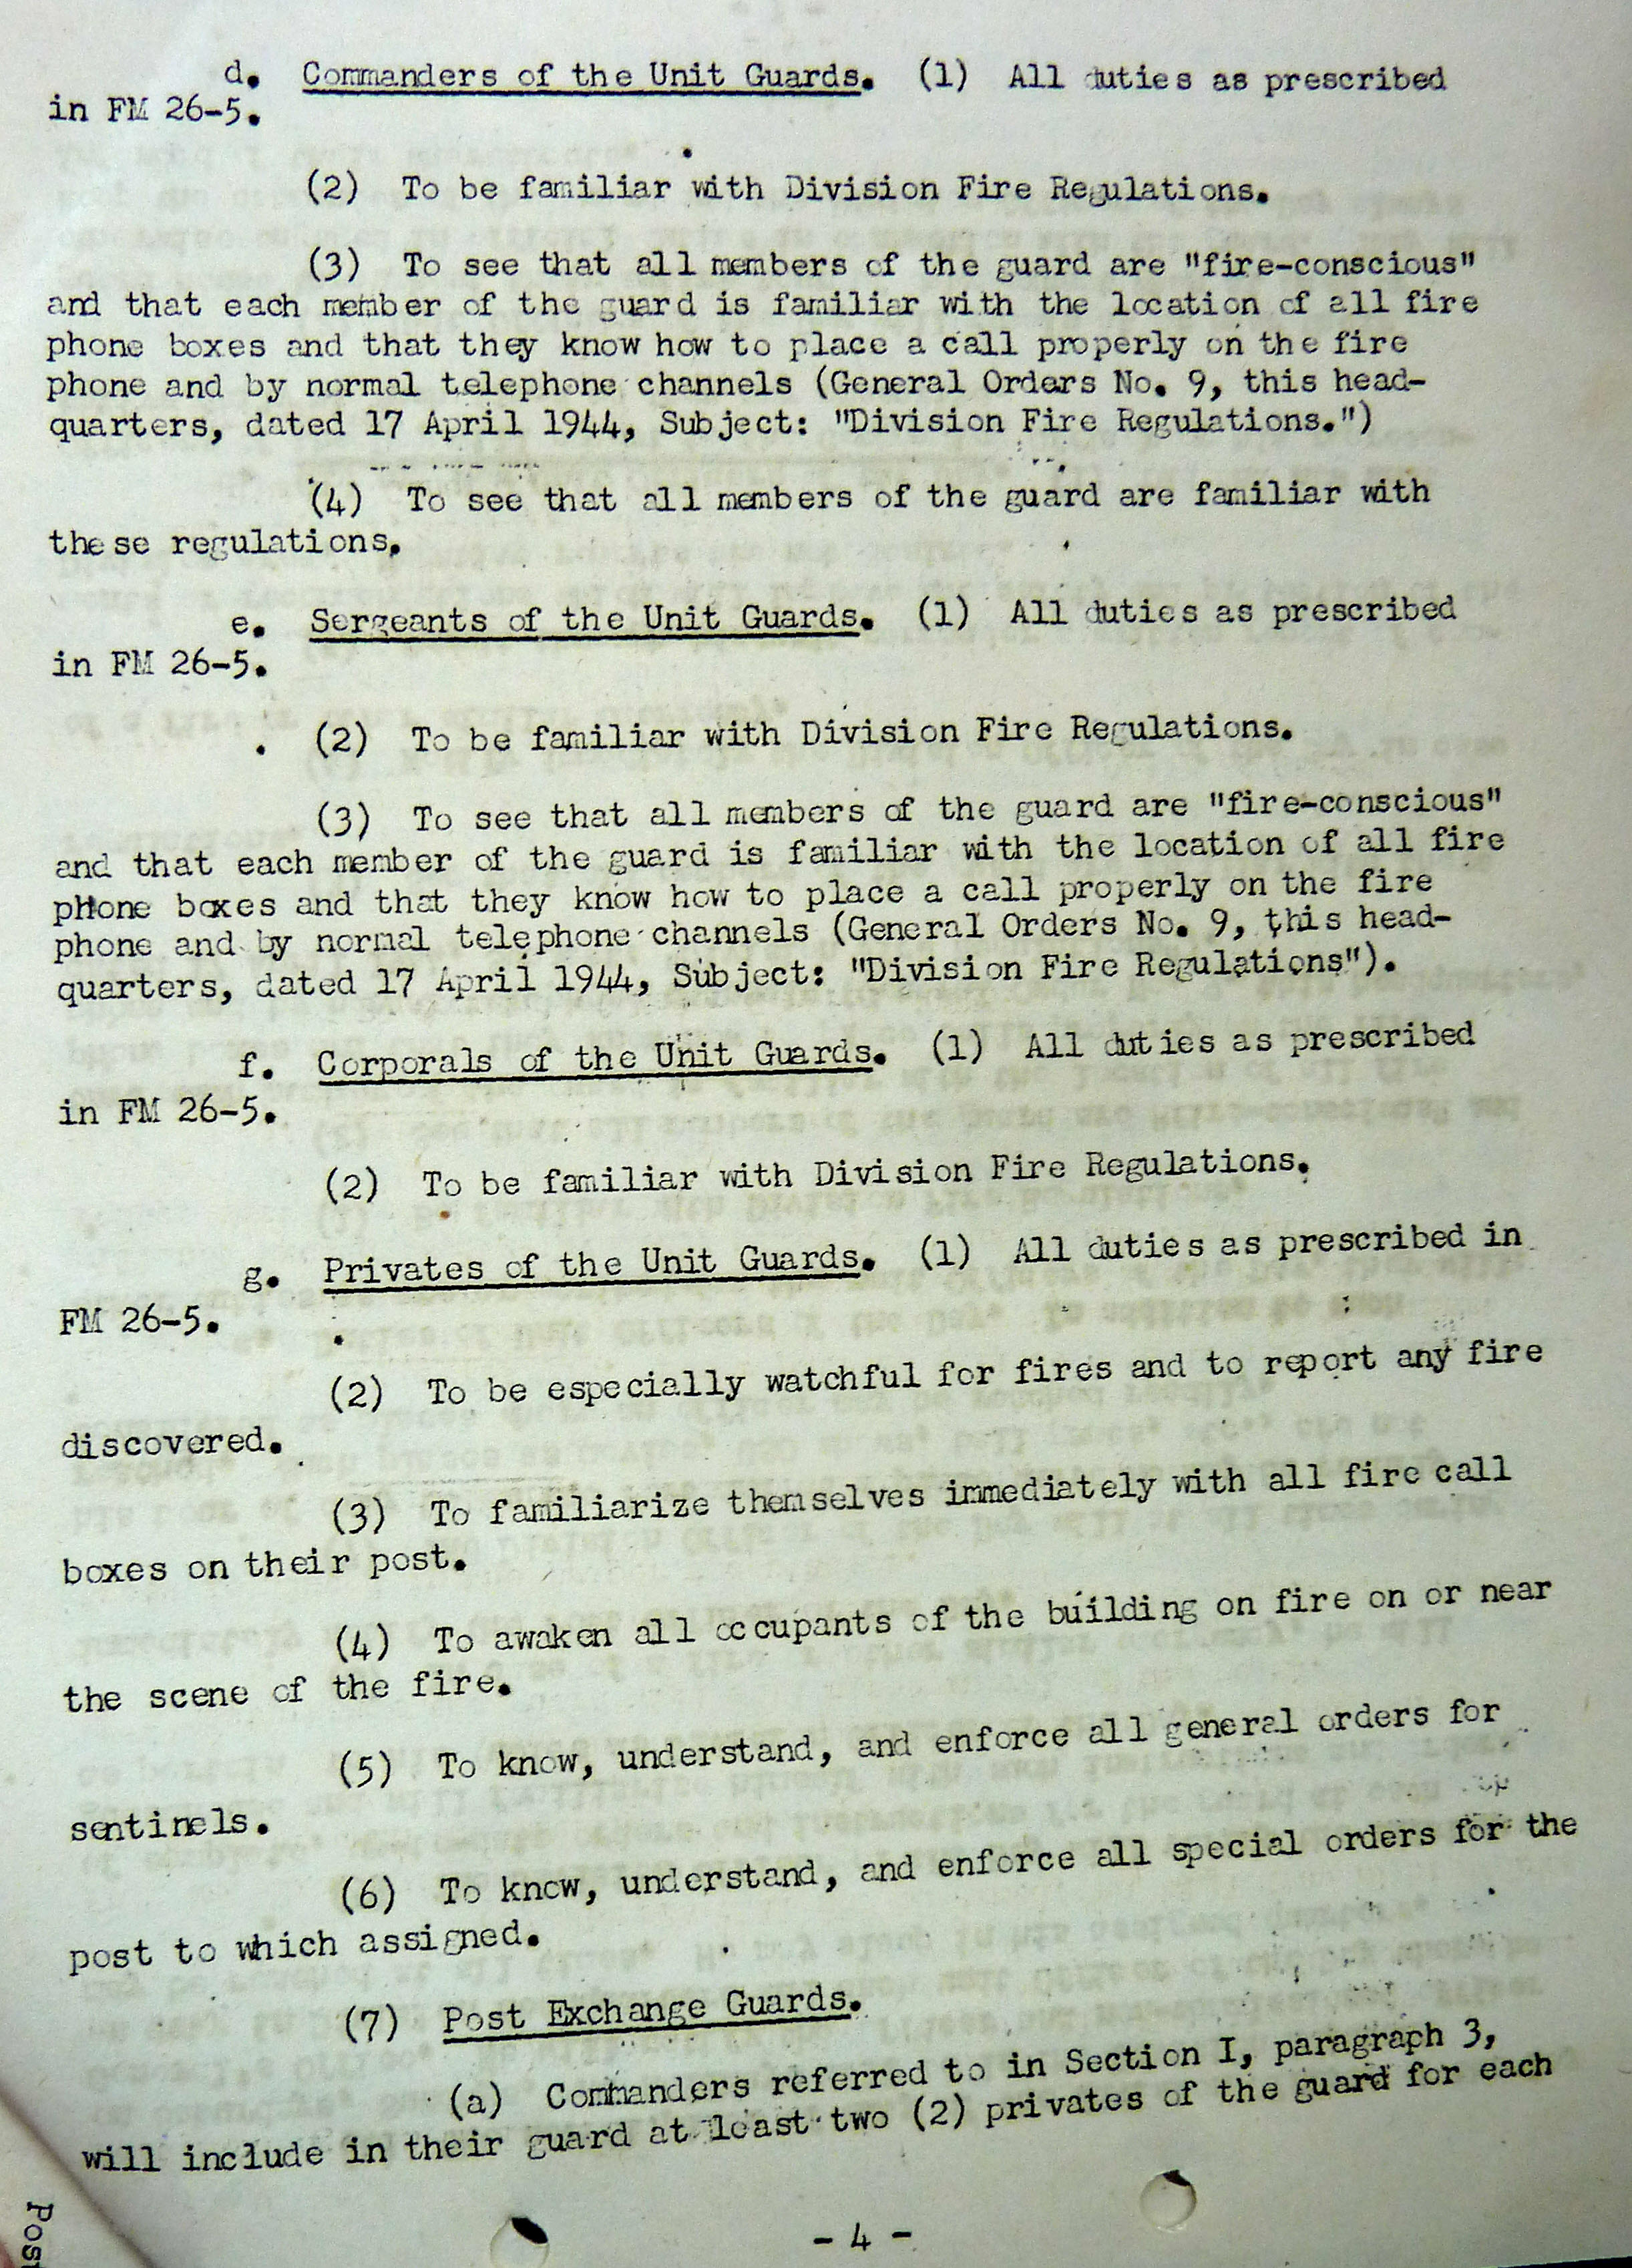 d. Commanders of the Unit Guards. (1) All duties as prescribed
in FM 26-5.
(2) To be familiar with Division Fire Regulations.
(3) To see that all members of the guard are "fire-conscious"
and that each member of the guard is familiar with the location of all fire
phone boxes and that they know how to place a call properly on the fire
phone and by normal telephone channels (General Orders No. 9, this head-
quarters, dated 17 April 1944, Subject: "Division Fire Regulations.")
(4) To see that all members of the guard are familiar with
these regulations.
e. Sergeants of the Unit Guards. (1) All duties as prescribed
in FM 26-5.
(2) To be familiar with Division Fire Regulations.
(3) To see that all members of the guard are "fire-conscious"
and that each member of the guard is familiar with the location of all fire
phone boxes and that they know how to place a call properly on the fire
phone and by normal telephone channels (General Orders No. 9, this head-
quarters, dated 17 April 1944, Subject: "Division Fire Regulations").
f. Corporals of the Unit Guards. (1) All duties as prescribed
in FM 26-5.
(2) To be familiar with Division Fire Regulations.
g. Privates of the Unit Guards. (1) All duties as prescribed in
FM 26-5.
(2) To be especially watchful for fires and to report any fire
discovered.
(3) To familiarize themselves immediately with all fire call
boxes on their post.
(4) To awaken all occupants of the building on fire on or near
the scene of the fire.
(5) To know, understand, and enforce all general orders for
sentinels.
(6) To know, understand, and enforce all special orders for the
post to which assigned.
(7) Post Exchange Guards.
(a) Commanders referred to in Section I, paragraph 3,
will include in their guard at least two (2) privates of the guard for each
- 4 -